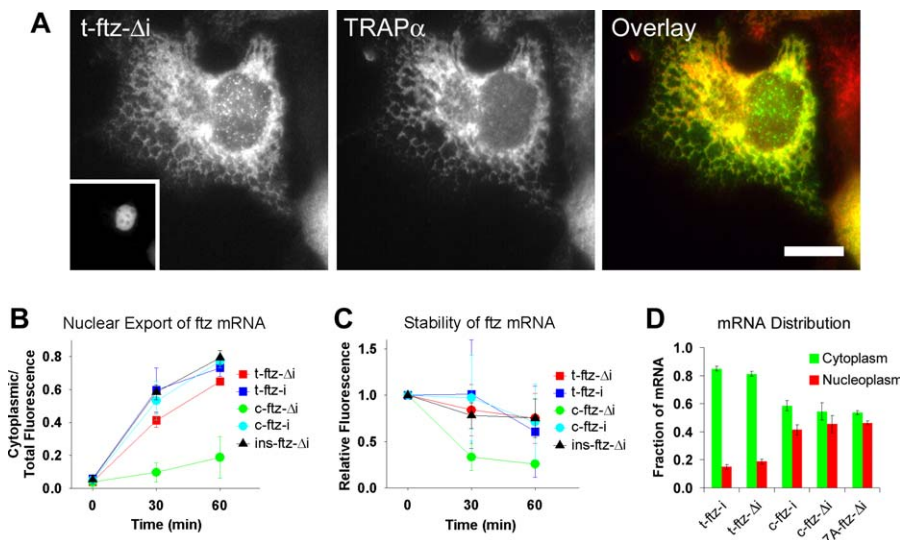 A
t-ftz-Δi
TRAPα
Overlay
B
Nuclear Export of ftz mRNA
Cytoplasmic/
Total Fluorescence
0.8
0.6
0.4
0.2
0.0
0
30
60
Time (min)
t-ftz-Δi
t-ftz-i
c-ftz-Δi
c-ftz-i
ins-ftz-Δi
C
Stability of ftz mRNA
Relative Fluorescence
1.5
1.0
0.5
0.0
0
30
60
Time (min)
t-ftz-Δi
t-ftz-i
c-ftz-Δi
c-ftz-i
ins-ftz-Δi
D
mRNA Distribution
Fraction of mRNA
1.0
0.8
0.4
0.2
0.0
Cytoplasm
Nucleoplasm
t-ftz-i
t-ftz-Δi
c-ftz-i
c-ftz-Δi
7A-ftz-Δi